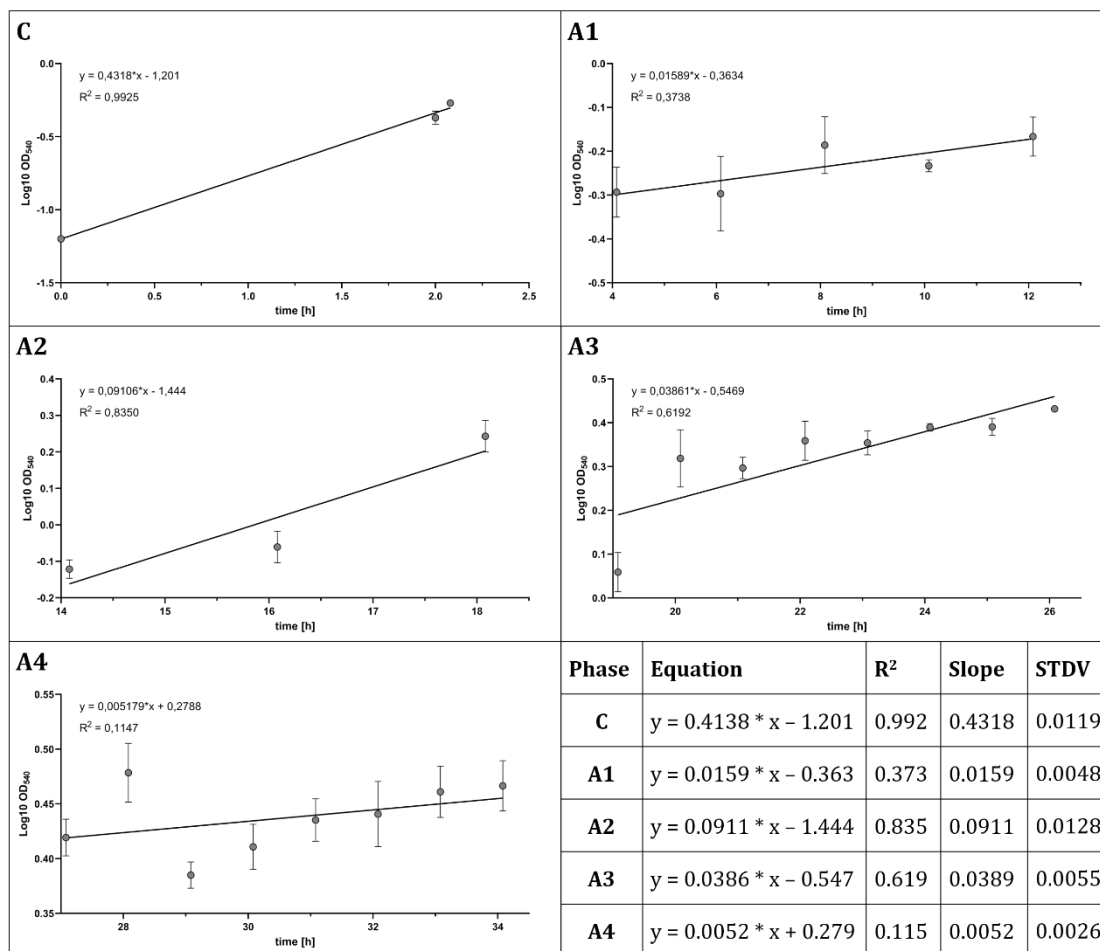 C
y = 0,4318*x - 1,201
R² = 0,9925
Log10 OD₅₄₀
0.0
-0.5
-1.0
-1.5
0.0 0.5 1.0 1.5 2.0 2.5
time [h]
A1
y = 0,01589*x - 0,3634
R² = 0,3738
Log10 OD₅₄₀
0.0
-0.1
-0.2
-0.3
-0.4
-0.5
4 6 8 10 12
time [h]
A2
y = 0,09106*x - 1,444
R² = 0,8350
Log10 OD₅₄₀
0.4
0.3
0.2
0.1
0.0
-0.1
-0.2
14 15 16 17 18
time [h]
A3
y = 0,03861*x - 0,5469
R² = 0,6192
Log10 OD₅₄₀
0.5
0.4
0.3
0.2
0.1
0.0
20 22 24 26
time [h]
A4
y = 0,005179*x + 0,2788
R² = 0,1147
Log10 OD₅₄₀
0.55
0.50
0.45
0.40
0.35
28 30 32 34
time [h]
Phase Equation R² Slope STDV
C y = 0.4138 * x – 1.201 0.992 0.4318 0.0119
A1 y = 0.0159 * x – 0.363 0.373 0.0159 0.0048
A2 y = 0.0911 * x – 1.444 0.835 0.0911 0.0128
A3 y = 0.0386 * x – 0.547 0.619 0.0389 0.0055
A4 y = 0.0052 * x + 0.279 0.115 0.0052 0.0026